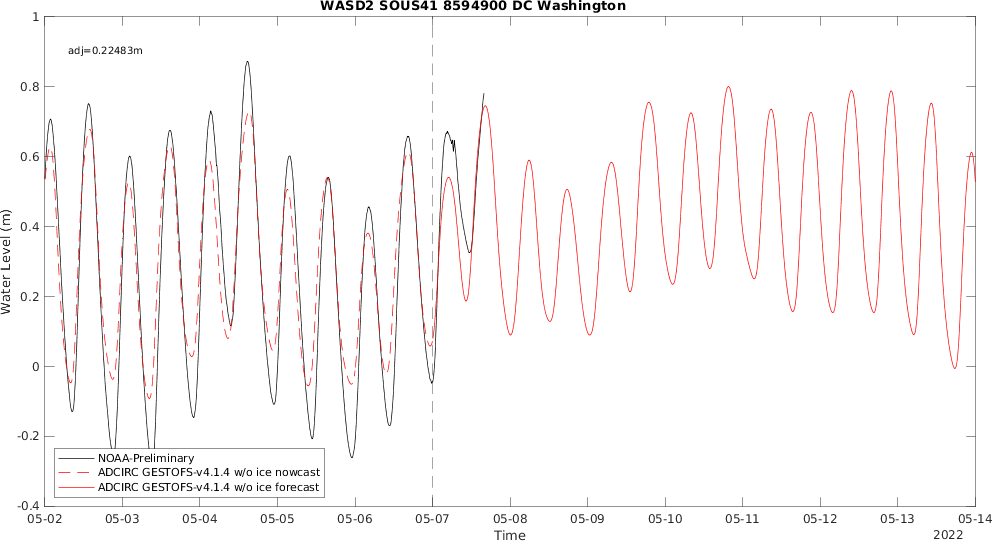 WASD2 SOUS41 8594900 DC Washington
adj=0.22483m
1
0.8
0.6
0.4
0.2
0
-0.2
-0.4
Water Level (m)
NOAA-Preliminary
ADCIRC GESTOFS-v4.1.4 w/o ice nowcast
ADCIRC GESTOFS-v4.1.4 w/o ice forecast
05-02 05-03 05-04 05-05 05-06 05-07 05-08 05-09 05-10 05-11 05-12 05-13 05-14
Time
2022